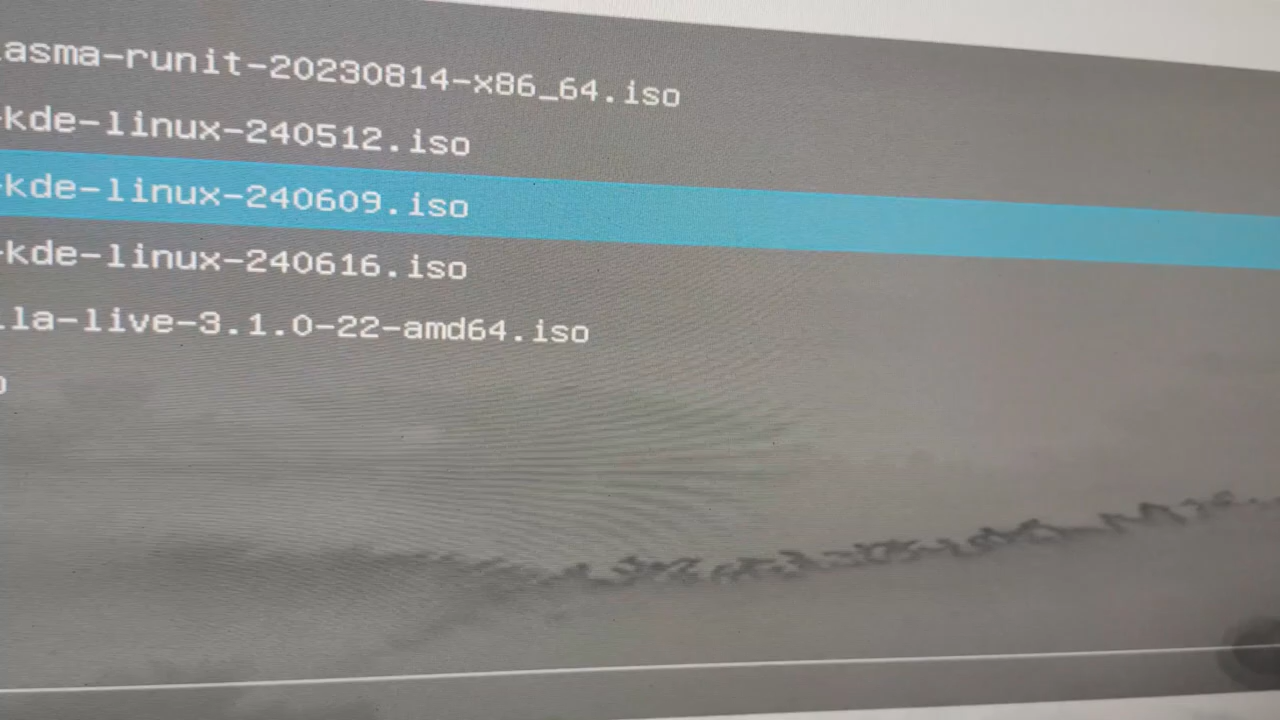 asma-runit-20230814-x86_64.iso
-kde-linux-240512.iso
-kde-linux-240609.iso
-kde-linux-240616.iso
lla-live-3.1.0-22-amd64.iso
o